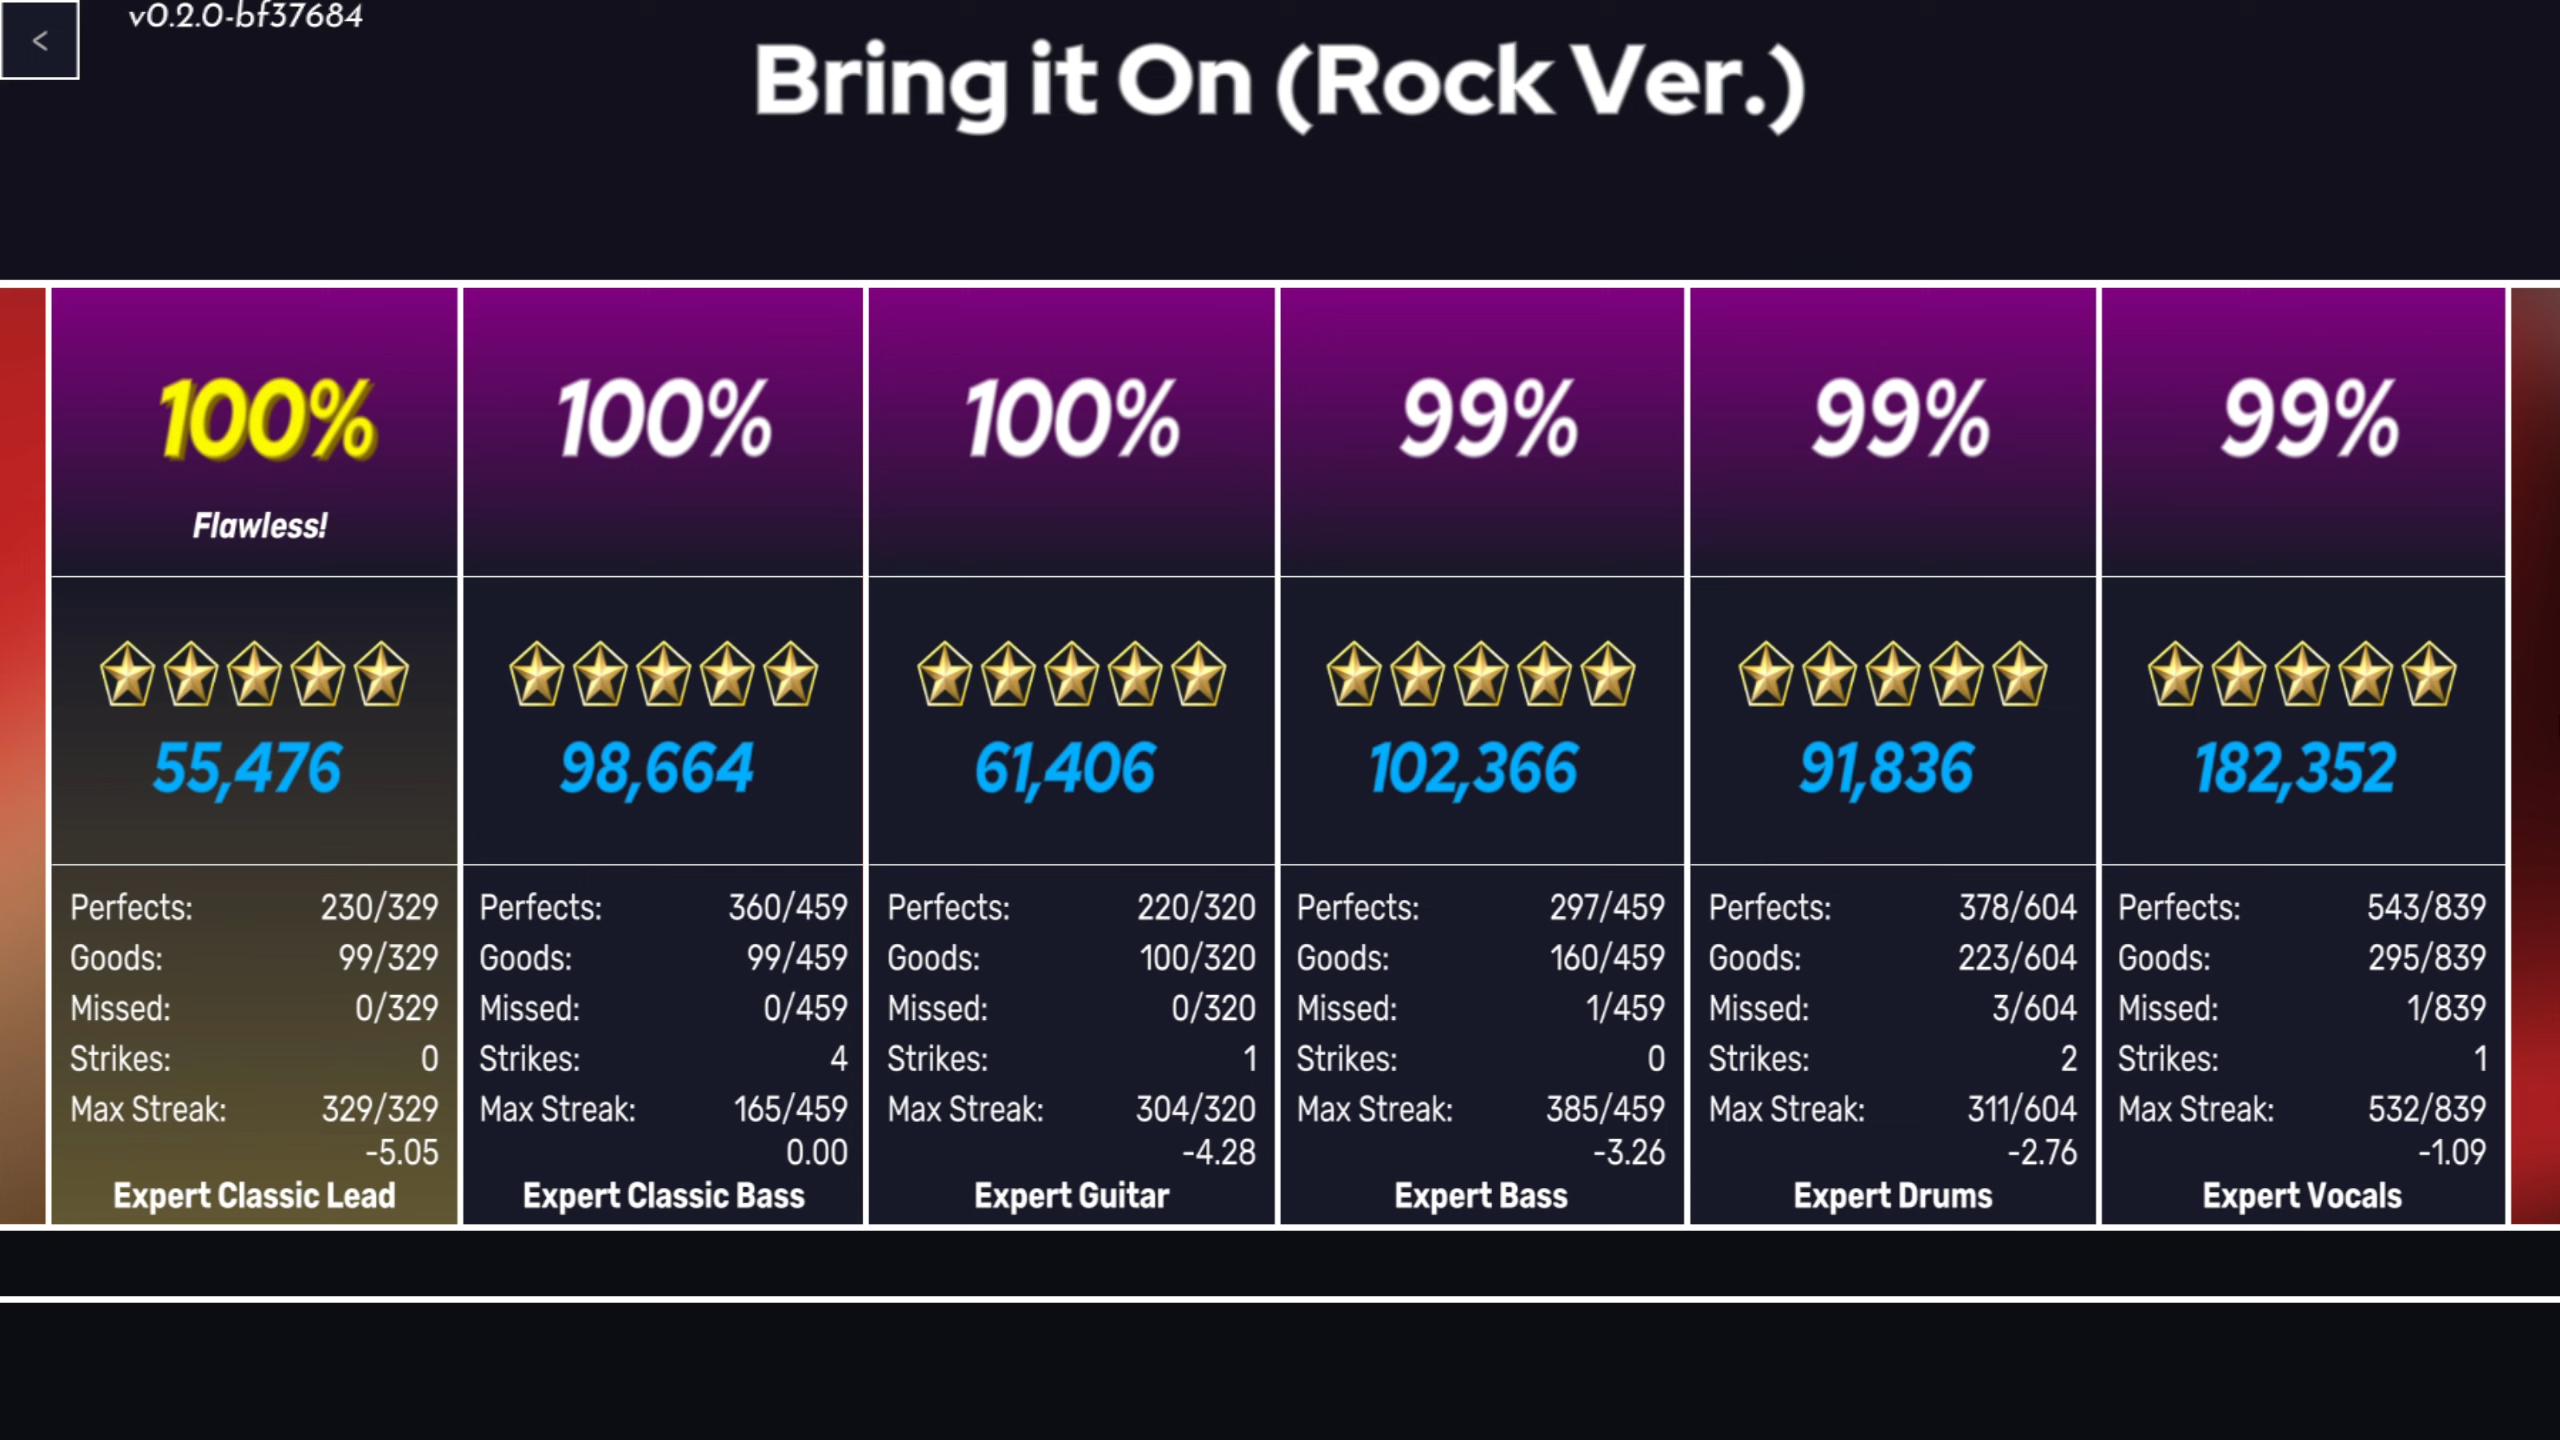 <
v0.2.0-bf37684
Bring it On (Rock Ver.)
100%
Flawless!
55,476
Perfects: 230/329
Goods: 99/329
Missed: 0/329
Strikes: 0
Max Streak: 329/329
-5.05
Expert Classic Lead
100%
98,664
Perfects: 360/459
Goods: 99/459
Missed: 0/459
Strikes: 4
Max Streak: 165/459
0.00
Expert Classic Bass
100%
61,406
Perfects: 220/320
Goods: 100/320
Missed: 0/320
Strikes: 1
Max Streak: 304/320
-4.28
Expert Guitar
99%
102,366
Perfects: 297/459
Goods: 160/459
Missed: 1/459
Strikes: 0
Max Streak: 385/459
-3.26
Expert Bass
99%
91,836
Perfects: 378/604
Goods: 223/604
Missed: 3/604
Strikes: 2
Max Streak: 311/604
-2.76
Expert Drums
99%
182,352
Perfects: 543/839
Goods: 295/839
Missed: 1/839
Strikes: 1
Max Streak: 532/839
-1.09
Expert Vocals